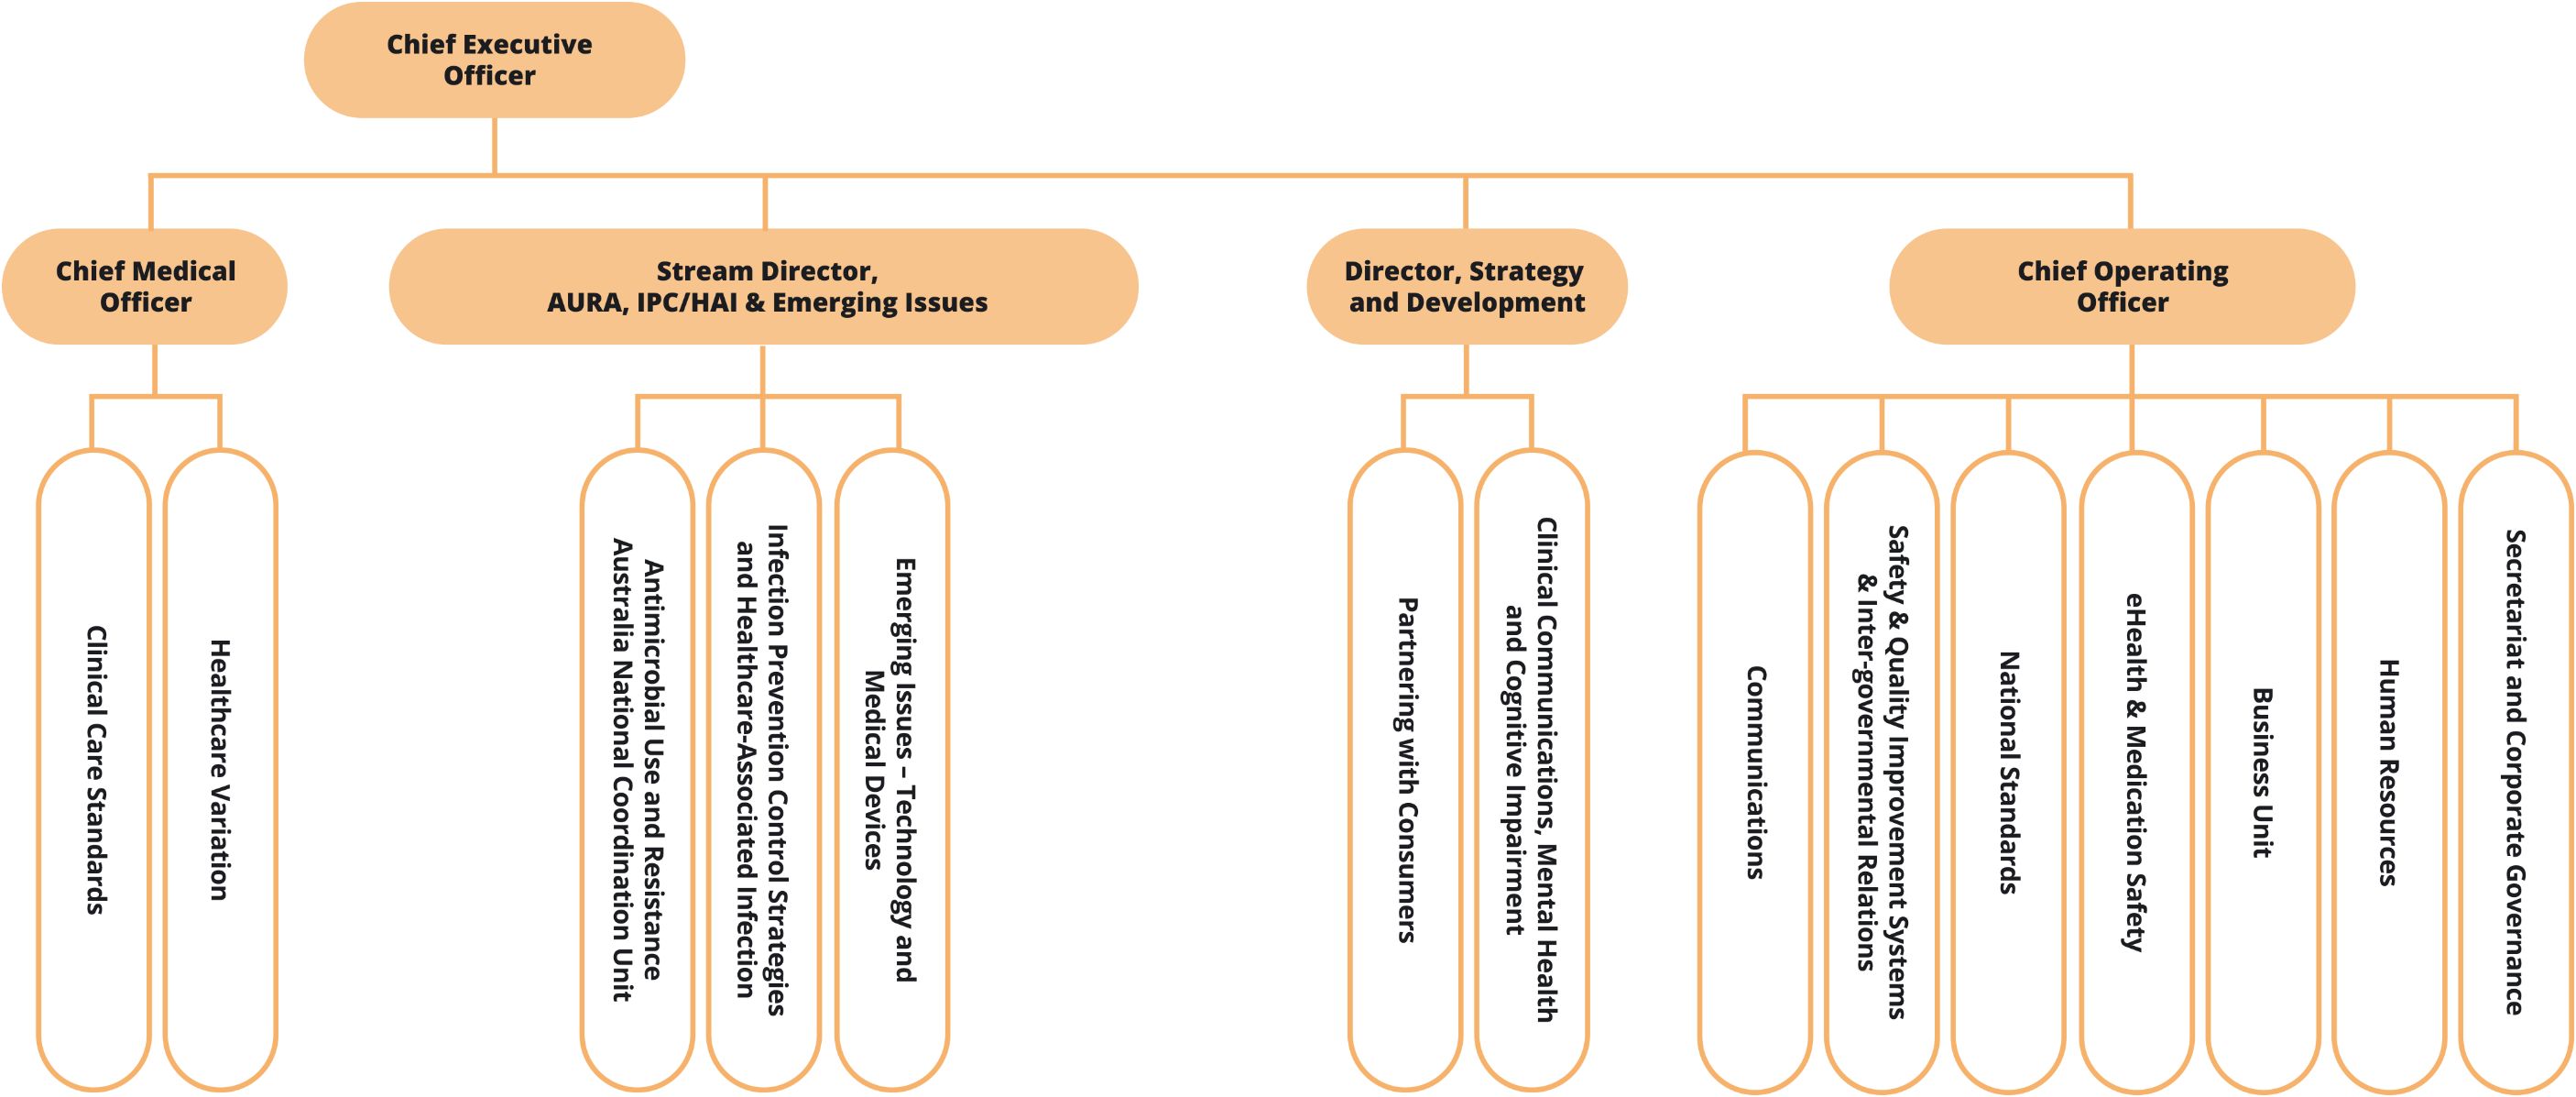 Chief Executive
Officer
Chief Medical
Officer
Stream Director,
AURA, IPC/HAI & Emerging Issues
Director, Strategy
and Development
Chief Operating
Officer
Clinical Care Standards
Healthcare Variation
Antimicrobial Use and Resistance
Australia National Coordination Unit
Infection Prevention Control Strategies
and Healthcare-Associated Infection
Emerging Issues – Technology and
Medical Devices
Partnering with Consumers
Clinical Communications, Mental Health
and Cognitive Impairment
Communications
Safety & Quality Improvement Systems
& Inter-governmental Relations
National Standards
eHealth & Medication Safety
Business Unit
Human Resources
Secretariat and Corporate Governance